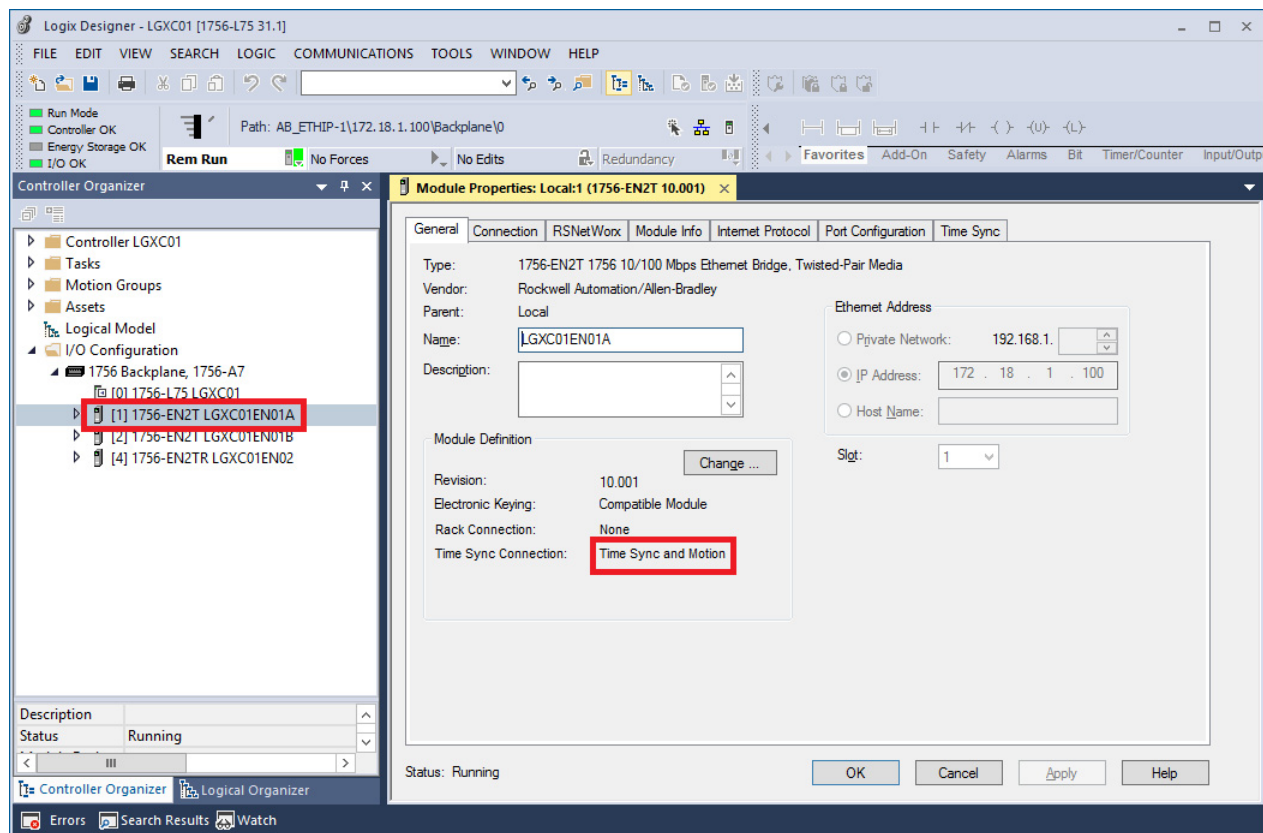 Logix Designer - LGXC01 [1756-L75 31.1]
FILE EDIT VIEW SEARCH LOGIC COMMUNICATIONS TOOLS WINDOW HELP
Run Mode
Controller OK
Energy Storage OK
I/O OK
Path: AB_ETHIP-1\172.18.1.100\Backplane\0
Rem Run No Forces No Edits Redundancy
Favorites Add-On Safety Alarms Bit Timer/Counter Input/Outp
Controller Organizer
Controller LGXC01
Tasks
Motion Groups
Assets
Logical Model
I/O Configuration
1756 Backplane, 1756-A7
[0] 1756-L75 LGXC01
[1] 1756-EN2T LGXC01EN01A
[2] 1756-EN2T LGXC01EN01B
[4] 1756-EN2TR LGXC01EN02
Description
Status Running
Controller Organizer Logical Organizer
Module Properties: Local:1 (1756-EN2T 10.001)
General Connection RSNetWorx Module Info Internet Protocol Port Configuration Time Sync
Type: 1756-EN2T 1756 10/100 Mbps Ethernet Bridge, Twisted-Pair Media
Vendor: Rockwell Automation/Allen-Bradley
Parent: Local
Name: LGXC01EN01A
Description:
Ethernet Address
Private Network: 192.168.1.
IP Address: 172 . 18 . 1 . 100
Host Name:
Slot: 1
Module Definition
Change ...
Revision: 10.001
Electronic Keying: Compatible Module
Rack Connection: None
Time Sync Connection: Time Sync and Motion
Status: Running
OK Cancel Apply Help
Errors Search Results Watch